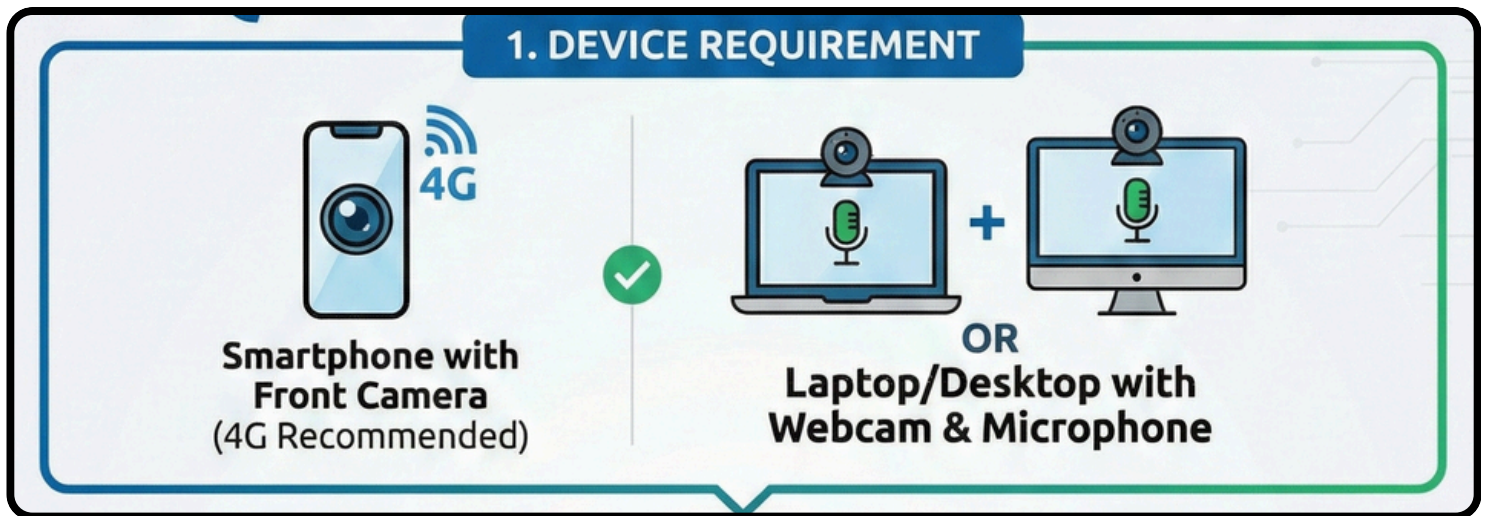 1. DEVICE REQUIREMENT
4G
Smartphone with
Front Camera
(4G Recommended)
+
OR
Laptop/Desktop with
Webcam & Microphone